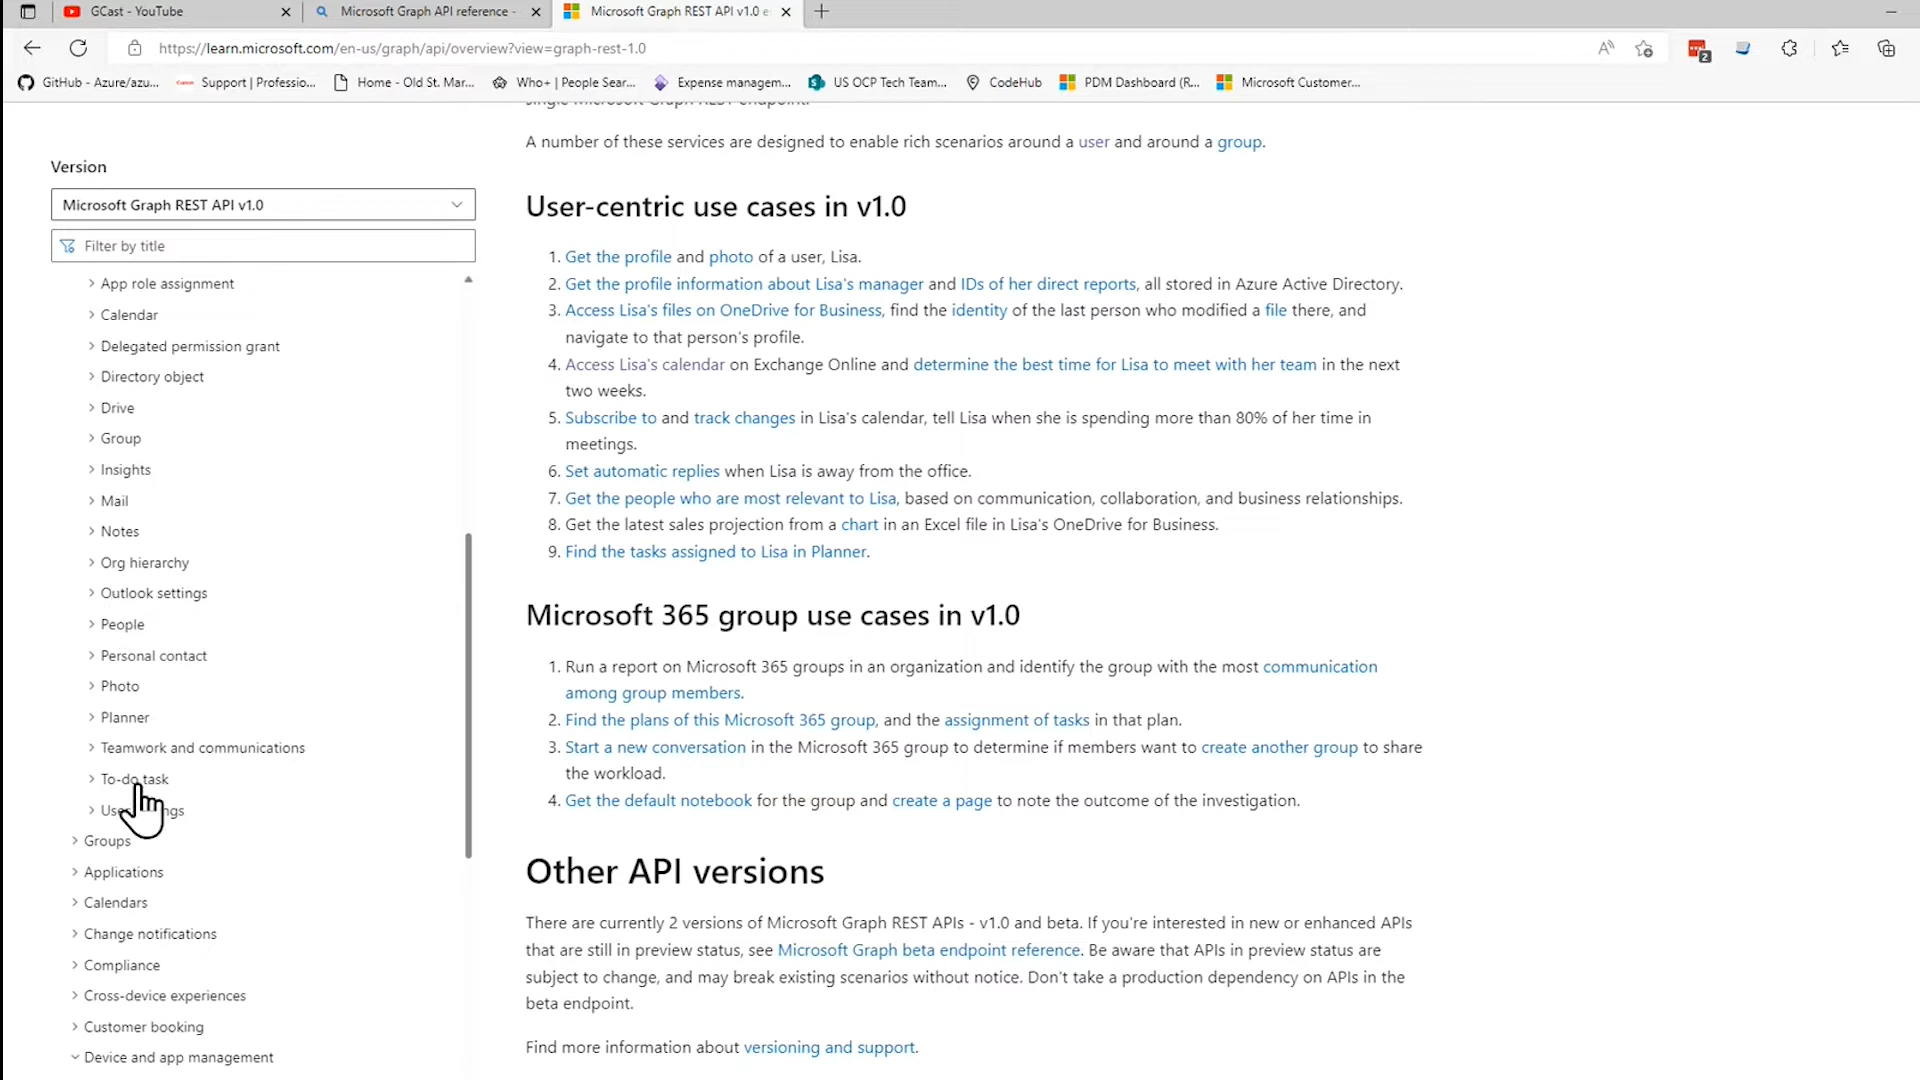 GCast - YouTube
Microsoft Graph API reference -
Microsoft Graph REST API v1.0 e
https://learn.microsoft.com/en-us/graph/api/overview?view=graph-rest-1.0
2
GitHub - Azure/azu...
Support | Professio...
Home - Old St. Mar...
Who+ | People Sear...
Expense managem...
US OCP Tech Team...
CodeHub
PDM Dashboard (R...
Microsoft Customer...
single Microsoft Graph REST endpoint.
A number of these services are designed to enable rich scenarios around a user and around a group.
Version
Microsoft Graph REST API v1.0
Filter by title
App role assignment
Calendar
Delegated permission grant
Directory object
Drive
Group
Insights
Mail
Notes
Org hierarchy
Outlook settings
People
Personal contact
Photo
Planner
Teamwork and communications
To-do task
Groups
Applications
Calendars
Change notifications
Compliance
Cross-device experiences
Customer booking
Device and app management
User-centric use cases in v1.0
1. Get the profile and photo of a user, Lisa.
2. Get the profile information about Lisa's manager and IDs of her direct reports, all stored in Azure Active Directory.
3. Access Lisa's files on OneDrive for Business, find the identity of the last person who modified a file there, and
navigate to that person's profile.
4. Access Lisa's calendar on Exchange Online and determine the best time for Lisa to meet with her team in the next
two weeks.
5. Subscribe to and track changes in Lisa's calendar, tell Lisa when she is spending more than 80% of her time in
meetings.
6. Set automatic replies when Lisa is away from the office.
7. Get the people who are most relevant to Lisa, based on communication, collaboration, and business relationships.
8. Get the latest sales projection from a chart in an Excel file in Lisa's OneDrive for Business.
9. Find the tasks assigned to Lisa in Planner.
Microsoft 365 group use cases in v1.0
1. Run a report on Microsoft 365 groups in an organization and identify the group with the most communication
among group members.
2. Find the plans of this Microsoft 365 group, and the assignment of tasks in that plan.
3. Start a new conversation in the Microsoft 365 group to determine if members want to create another group to share
the workload.
4. Get the default notebook for the group and create a page to note the outcome of the investigation.
Other API versions
There are currently 2 versions of Microsoft Graph REST APIs - v1.0 and beta. If you're interested in new or enhanced APIs
that are still in preview status, see Microsoft Graph beta endpoint reference. Be aware that APIs in preview status are
subject to change, and may break existing scenarios without notice. Don't take a production dependency on APIs in the
beta endpoint.
Find more information about versioning and support.